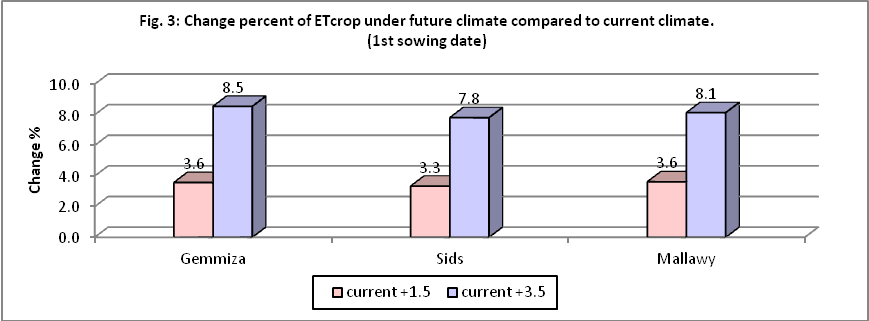 Fig. 3: Change percent of ETcrop under future climate compared to current climate.
(1st sowing date)
Change %
10.0
8.0
6.0
4.0
2.0
0.0
3.6
8.5
3.3
7.8
3.6
8.1
Gemmiza
Sids
Mallawy
current +1.5
current +3.5